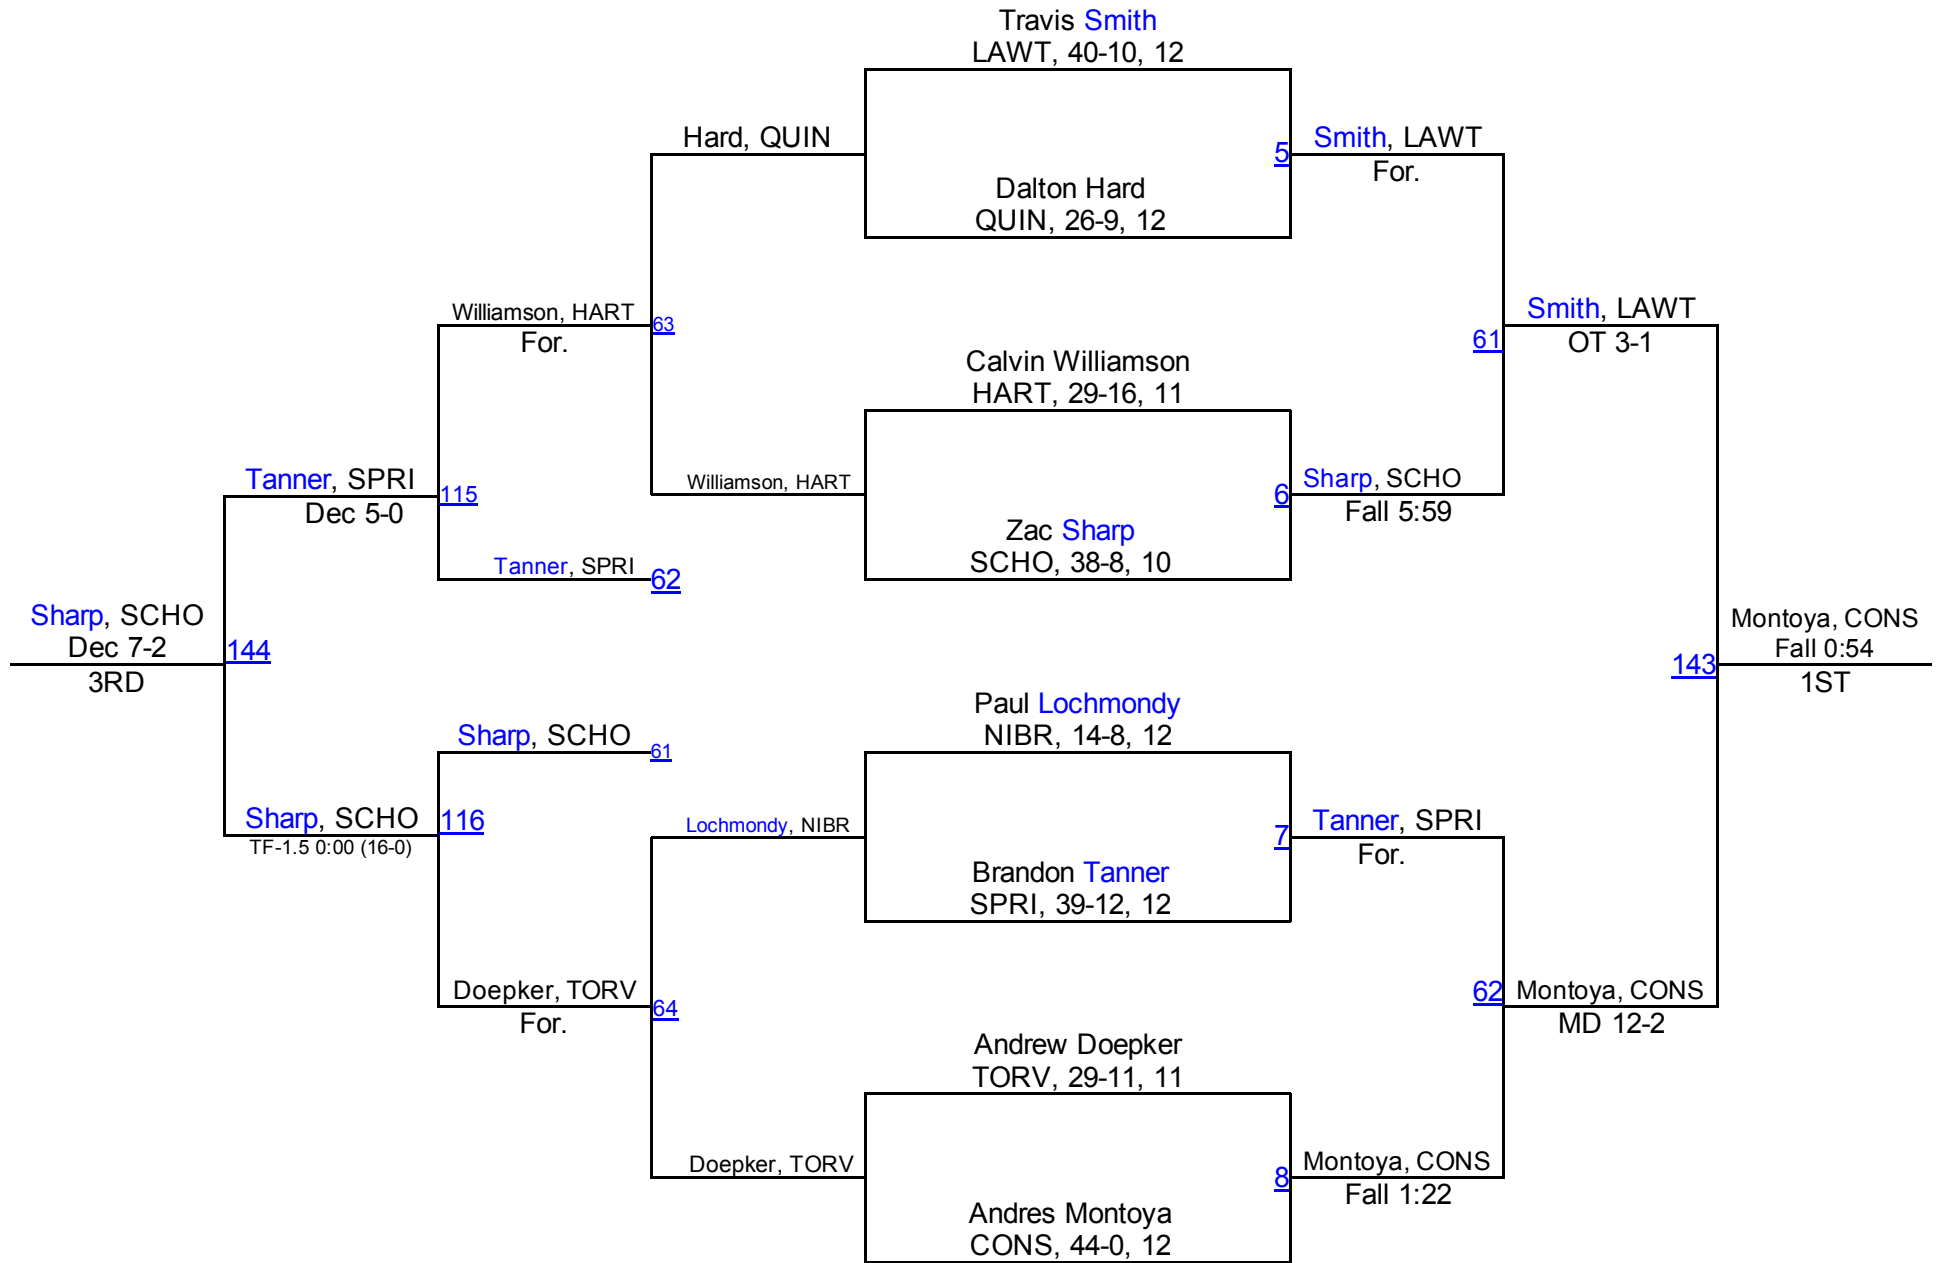 Travis Smith
LAWT, 40-10, 12
Hard, QUIN
5
Smith, LAWT
For.
Dalton Hard
QUIN, 26-9, 12
Williamson, HART
63
For.
Smith, LAWT
61
OT 3-1
Calvin Williamson
HART, 29-16, 11
Tanner, SPRI
115
Dec 5-0
Williamson, HART
6
Sharp, SCHO
Fall 5:59
Zac Sharp
SCHO, 38-8, 10
Tanner, SPRI
62
Sharp, SCHO
Dec 7-2
144
3RD
Montoya, CONS
Fall 0:54
143
1ST
Paul Lochmondy
NIBR, 14-8, 12
Sharp, SCHO
61
Sharp, SCHO
116
TF-1.5 0:00 (16-0)
Lochmondy, NIBR
7
Tanner, SPRI
For.
Brandon Tanner
SPRI, 39-12, 12
Doepker, TORV
64
For.
62
Montoya, CONS
MD 12-2
Andrew Doepker
TORV, 29-11, 11
Doepker, TORV
8
Montoya, CONS
Fall 1:22
Andres Montoya
CONS, 44-0, 12